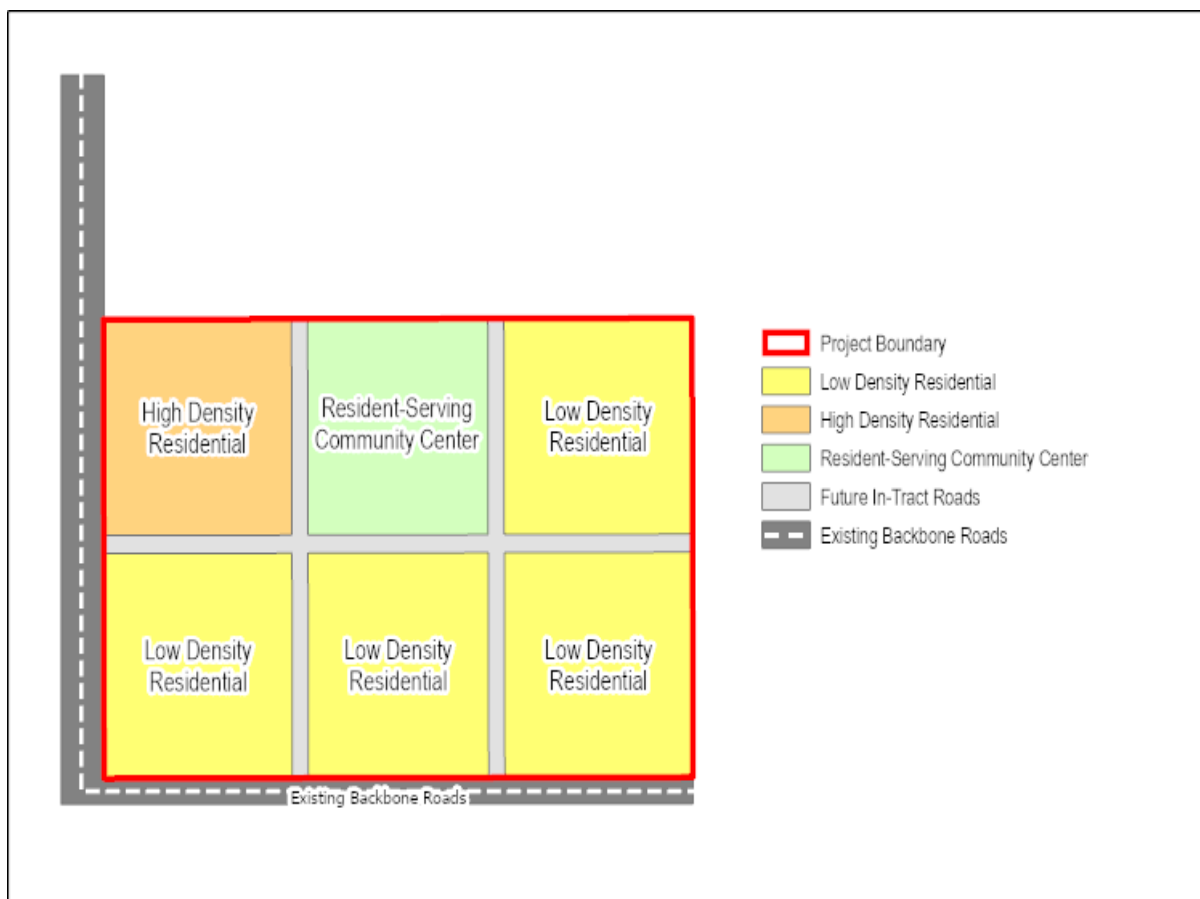 High Density
Residential
Resident-Serving
Community Center
Low Density
Residential
Low Density
Residential
Low Density
Residential
Low Density
Residential
Existing Backbone Roads
Project Boundary
Low Density Residential
High Density Residential
Resident-Serving Community Center
Future In-Tract Roads
Existing Backbone Roads